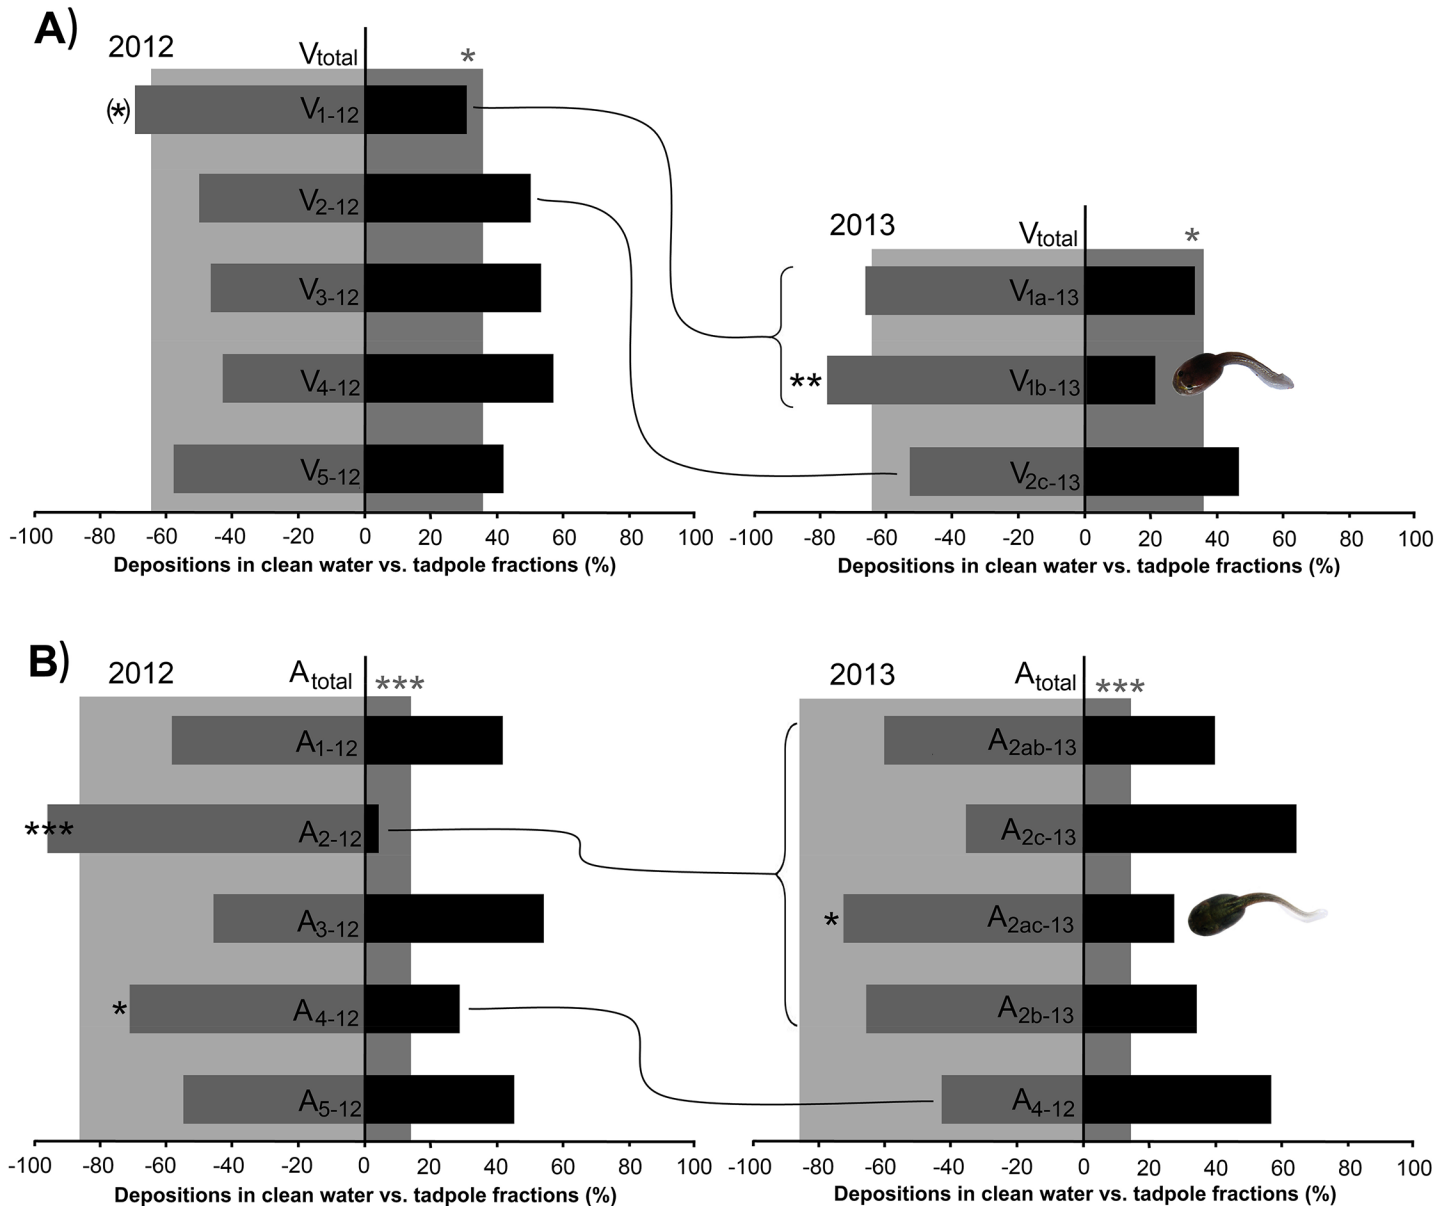 A)
2012
Vtotal
*
(*)
V1-12
V2-12
V3-12
V4-12
V5-12
-100 -80 -60 -40 -20 0 20 40 60 80 100
Depositions in clean water vs. tadpole fractions (%)
2013
Vtotal
*
V1a-13
**
V1b-13
V2c-13
-100 -80 -60 -40 -20 0 20 40 60 80 100
Depositions in clean water vs. tadpole fractions (%)
B)
2012
Atotal
***
A1-12
***
A2-12
A3-12
*
A4-12
A5-12
-100 -80 -60 -40 -20 0 20 40 60 80 100
Depositions in clean water vs. tadpole fractions (%)
2013
Atotal
***
A2ab-13
A2c-13
*
A2ac-13
A2b-13
A4-12
-100 -80 -60 -40 -20 0 20 40 60 80 100
Depositions in clean water vs. tadpole fractions (%)